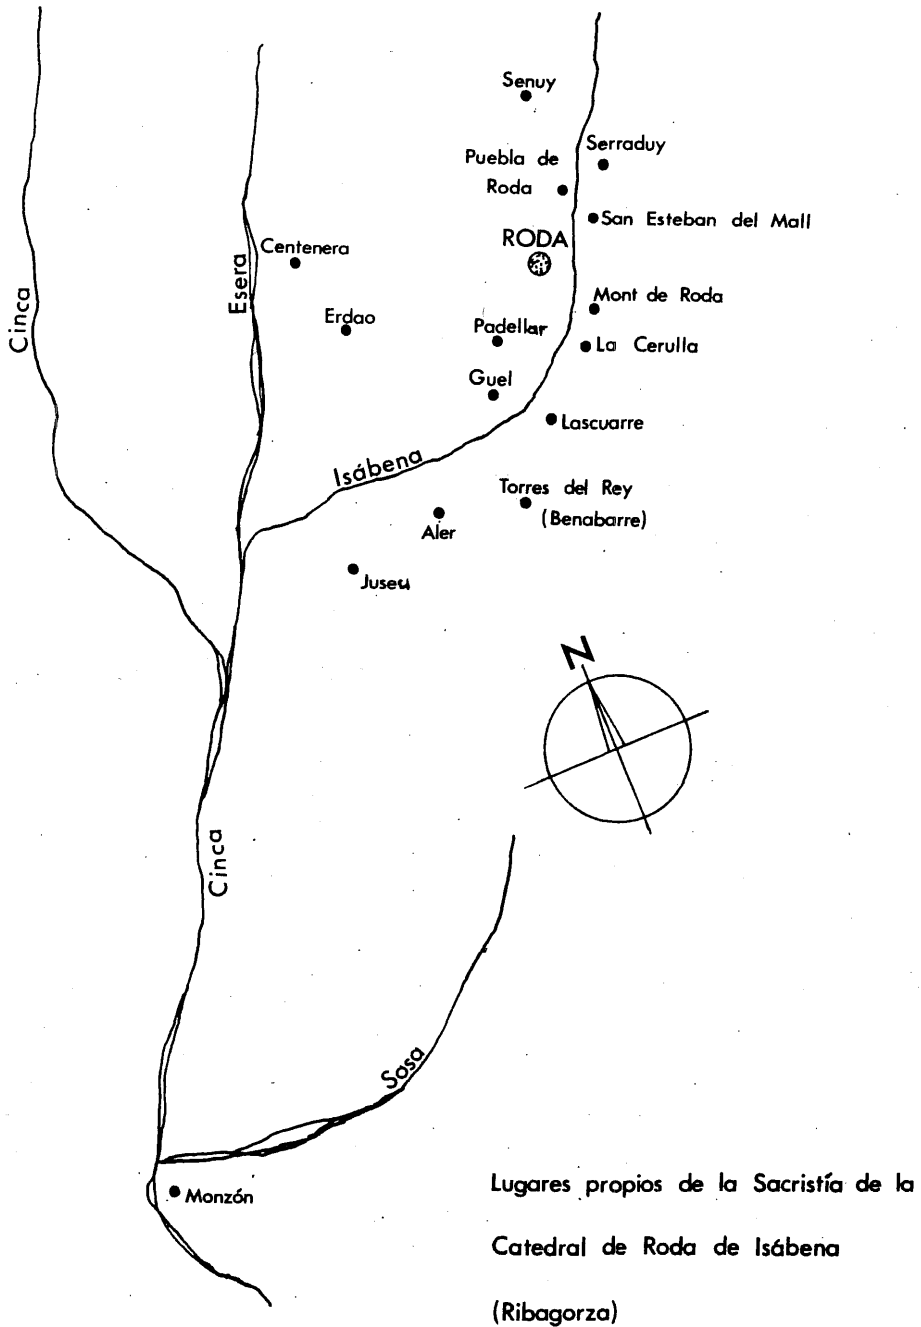 Senuy
Serraduy
Puebla de
Roda
San Esteban del Mall
RODA
Centenera
Esera
Cinca
Mont de Roda
Erdao
Padellar
La Cerulla
Guel
Lascuarre
Isábena
Torres del Rey
(Benabarre)
Aler
Juseu
N
Cinca
Sosa
Monzón
Lugares propios de la Sacristía de la
Catedral de Roda de Isábena
(Ribagorza)